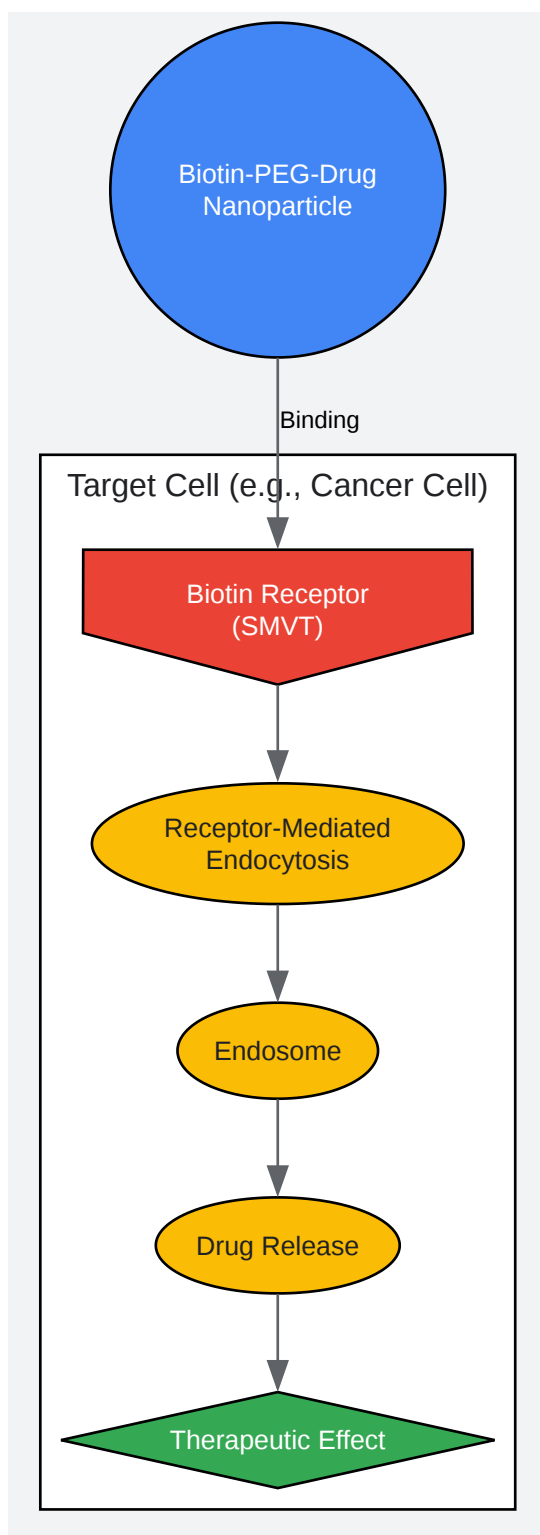 Biotin-PEG-Drug
Nanoparticle
Binding
Target Cell (e.g., Cancer Cell)
Biotin Receptor
(SMVT)
Receptor-Mediated
Endocytosis
Endosome
Drug Release
Therapeutic Effect